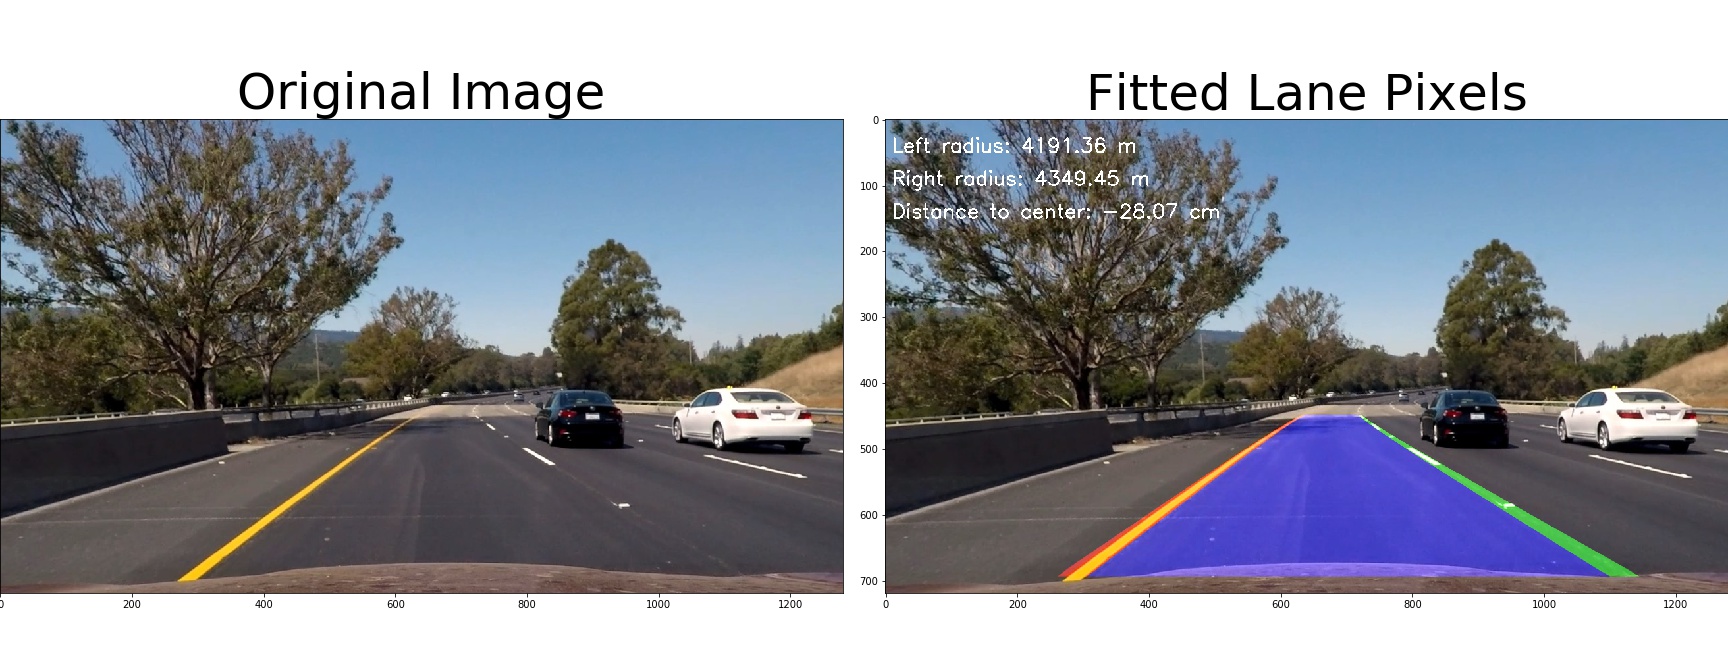 Original Image
0 200 400 600 800 1000 1200
Fitted Lane Pixels
Left radius: 4191.36 m
Right radius: 4349.45 m
Distance to center: -28.07 cm
0
100
200
300
400
500
600
700
0 200 400 600 800 1000 1200